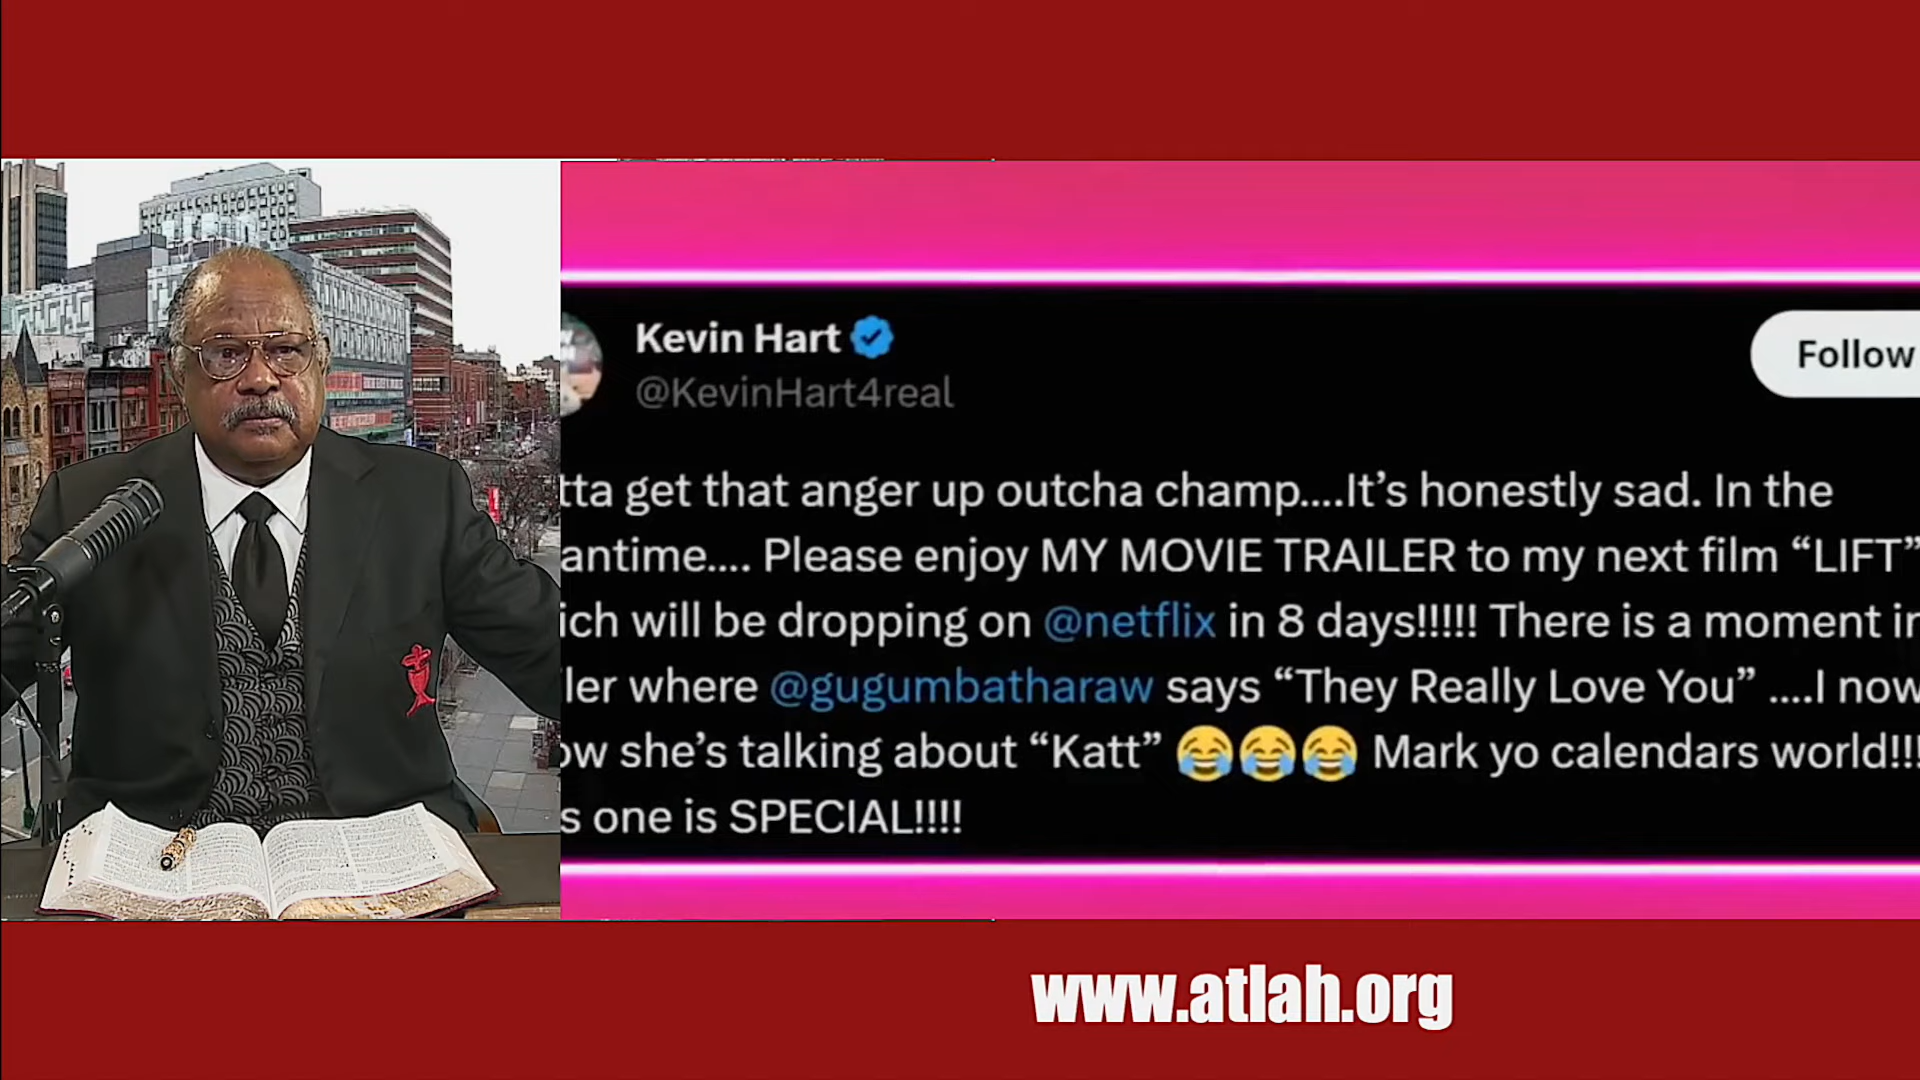 Kevin Hart
@KevinHart4real
Follow
tta get that anger up outcha champ....It’s honestly sad. In the
antime.... Please enjoy MY MOVIE TRAILER to my next film “LIFT”
ich will be dropping on @netflix in 8 days!!!!! There is a moment in
ler where @gugumbatharaw says “They Really Love You” ....I now
ow she’s talking about “Katt” 😂😂😂 Mark yo calendars world!!!
s one is SPECIAL!!!!
www.atlah.org